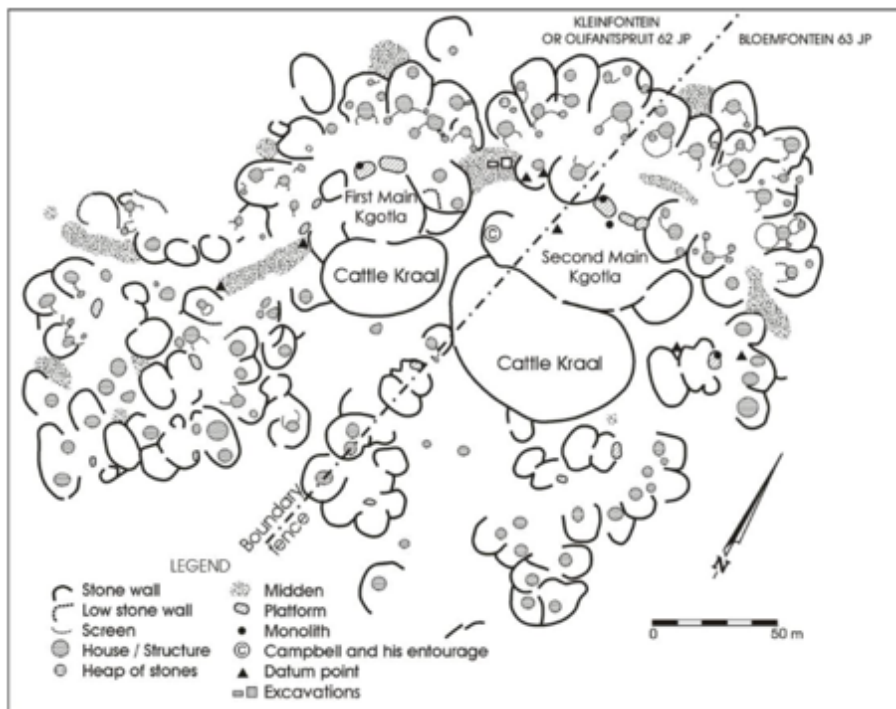 KLEINFONTEIN
OR OLIFANTSPRUIT 62 JP
BLOEMFONTEIN 63 JP
First Main
Kgotla
Cattle Kraal
©
Second Main
Kgotla
Cattle Kraal
Boundary
fence
N
LEGEND
Stone wall
Low stone wall
Screen
House / Structure
Heap of stones
Midden
Platform
Monolith
© Campbell and his entourage
Datum point
Excavations
0 50 m